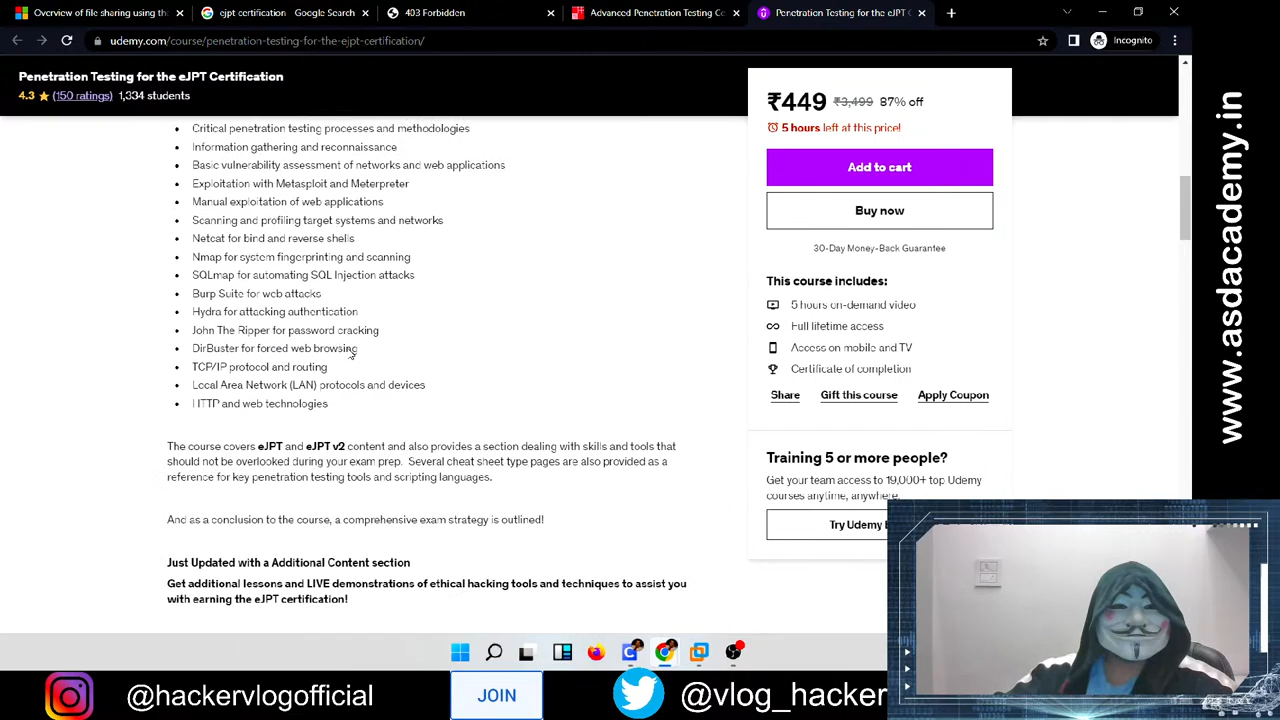 Overview of file sharing using th
ejpt certification - Google Search
403 Forbidden
Advanced Penetration Testing Ce
Penetration Testing for the eJPT C
udemy.com/course/penetration-testing-for-the-ejpt-certification/
Incognito
Penetration Testing for the eJPT Certification
4.3 ★ (150 ratings) 1,334 students
Critical penetration testing processes and methodologies
Information gathering and reconnaissance
Basic vulnerability assessment of networks and web applications
Exploitation with Metasploit and Meterpreter
Manual exploitation of web applications
Scanning and profiling target systems and networks
Netcat for bind and reverse shells
Nmap for system fingerprinting and scanning
SQLmap for automating SQL Injection attacks
Burp Suite for web attacks
Hydra for attacking authentication
John The Ripper for password cracking
DirBuster for forced web browsing
TCP/IP protocol and routing
Local Area Network (LAN) protocols and devices
HTTP and web technologies
The course covers eJPT and eJPT v2 content and also provides a section dealing with skills and tools that
should not be overlooked during your exam prep. Several cheat sheet type pages are also provided as a
reference for key penetration testing tools and scripting languages.
And as a conclusion to the course, a comprehensive exam strategy is outlined!
Just Updated with a Additional Content section
Get additional lessons and LIVE demonstrations of ethical hacking tools and techniques to assist you
with earning the eJPT certification!
₹449 ₹3,499 87% off
5 hours left at this price!
Add to cart
Buy now
30-Day Money-Back Guarantee
This course includes:
5 hours on-demand video
Full lifetime access
Access on mobile and TV
Certificate of completion
Share Gift this course Apply Coupon
Training 5 or more people?
Get your team access to 19,000+ top Udemy
courses anytime, anywhere.
Try Udemy
www.asdacademy.in
@hackervlogofficial
JOIN
@vlog_hacker